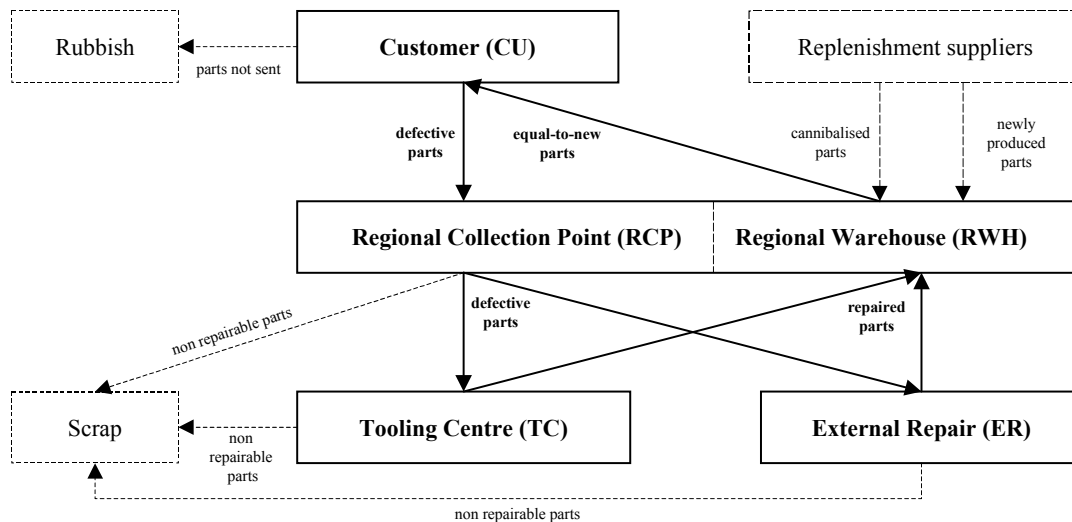 Rubbish
Customer (CU)
Replenishment suppliers
parts not sent
defective
parts
equal-to-new
parts
cannibalised
parts
newly
produced
parts
Regional Collection Point (RCP)
Regional Warehouse (RWH)
non repairable parts
defective
parts
repaired
parts
Scrap
non
repairable
parts
Tooling Centre (TC)
External Repair (ER)
non repairable parts